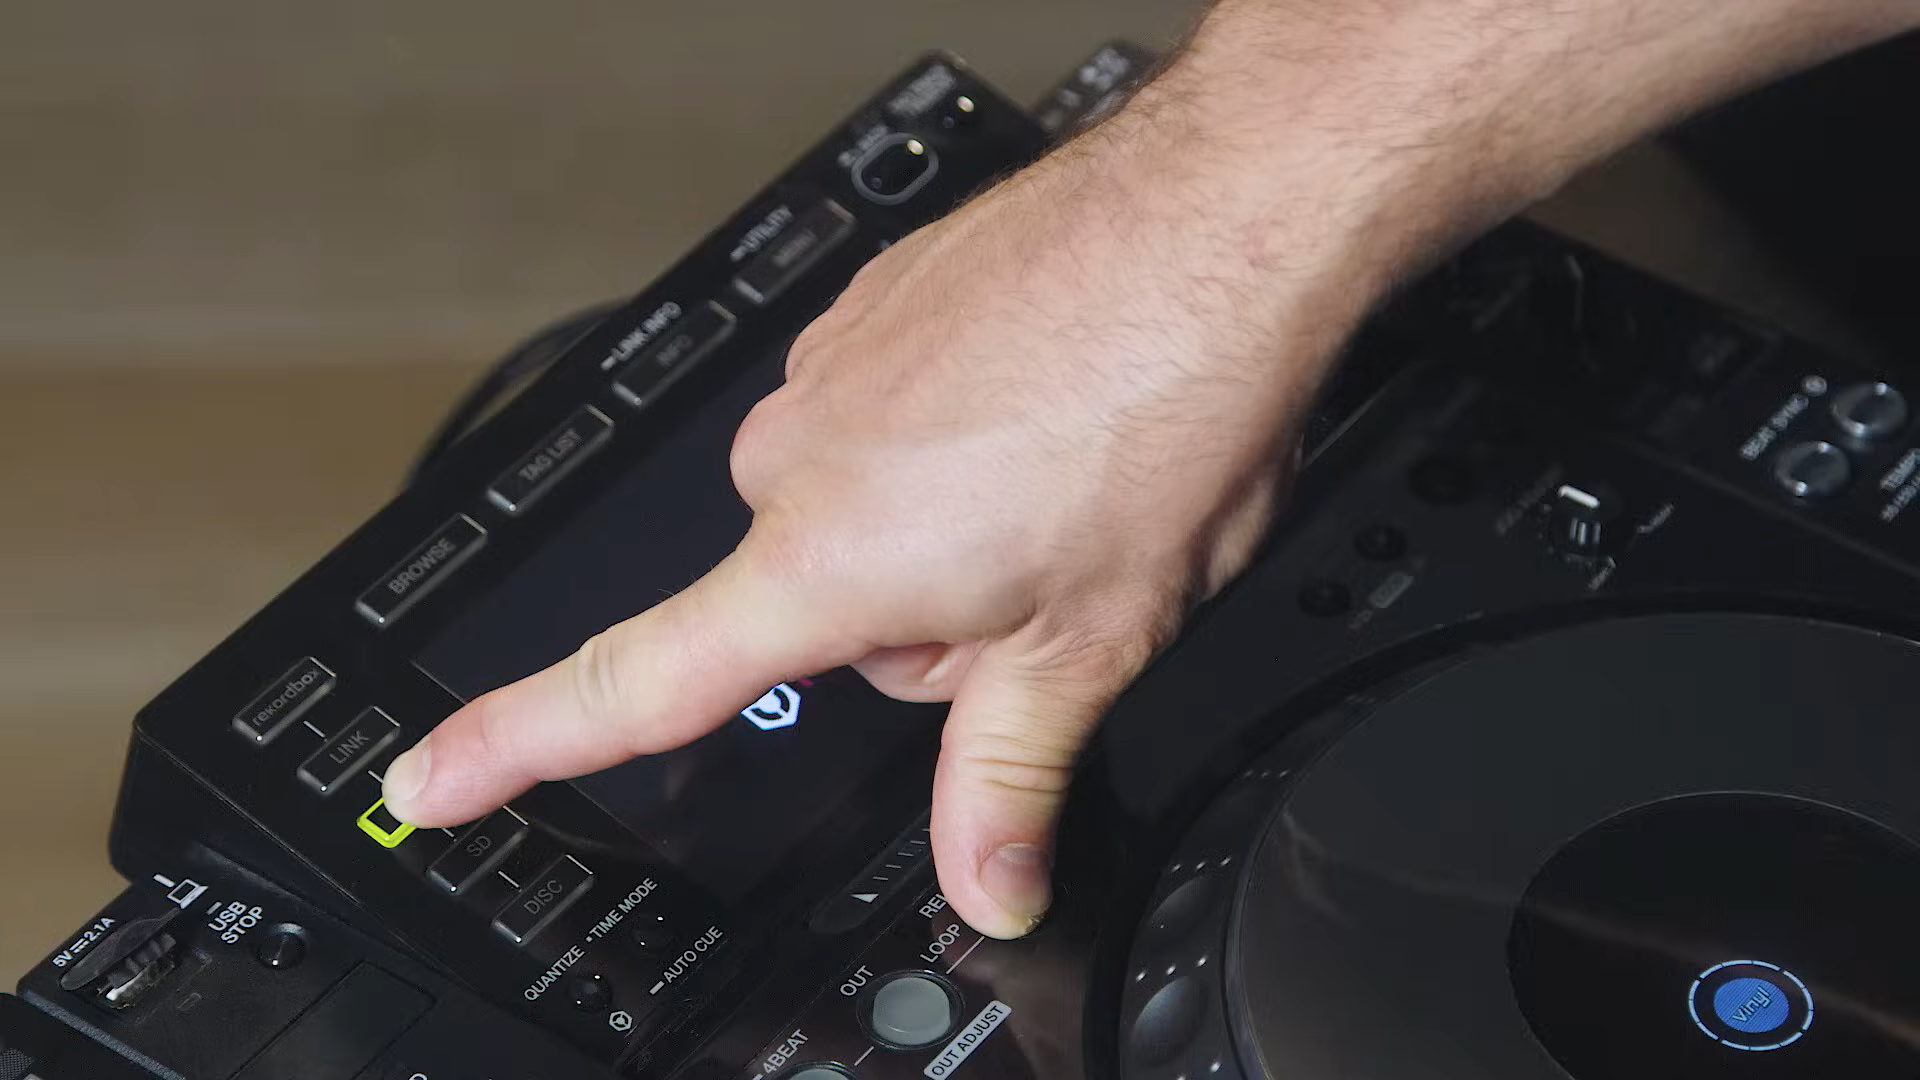 UTILITY
MENU
LINK INFO
INFO
TAG LIST
BROWSE
rekordbox
LINK
SD
DISC
TIME MODE
QUANTIZE
AUTO CUE
USB
STOP
5V 2.1A
LOOP
OUT
OUT ADJUST
4BEAT
BEAT SYNC
TEMPO
Vinyl